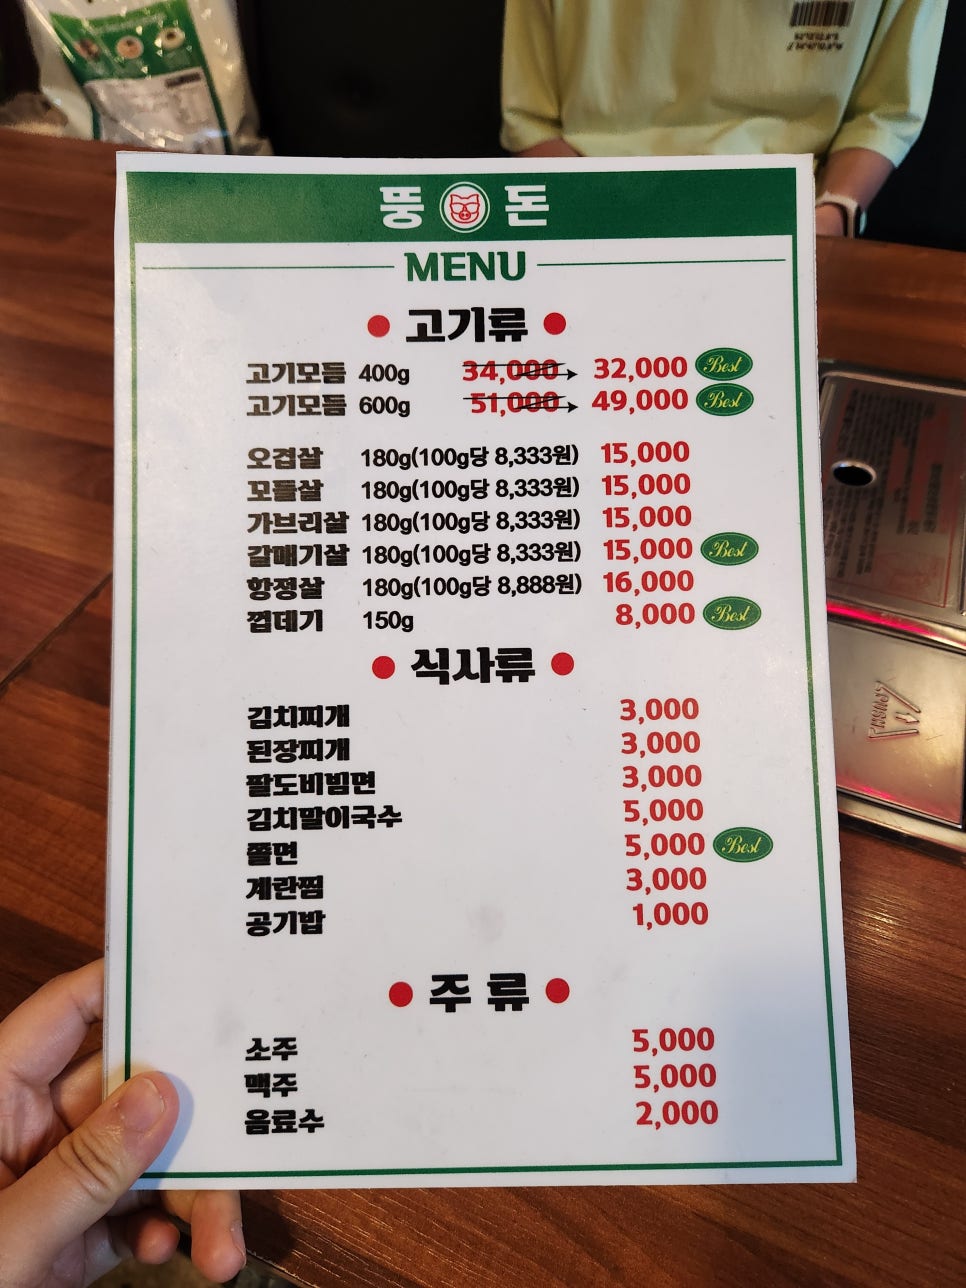 뚱 돈
MENU
고기류
고기모듬 400g 34,000 → 32,000 Best
고기모듬 600g 51,000 → 49,000 Best
오겹살 180g(100g당 8,333원) 15,000
꼬들살 180g(100g당 8,333원) 15,000
가브리살 180g(100g당 8,333원) 15,000
갈매기살 180g(100g당 8,333원) 15,000 Best
항정살 180g(100g당 8,888원) 16,000
껍데기 150g 8,000 Best
식사류
김치찌개 3,000
된장찌개 3,000
팔도비빔면 3,000
김치말이국수 5,000
쫄면 5,000 Best
계란찜 3,000
공기밥 1,000
주 류
소주 5,000
맥주 5,000
음료수 2,000